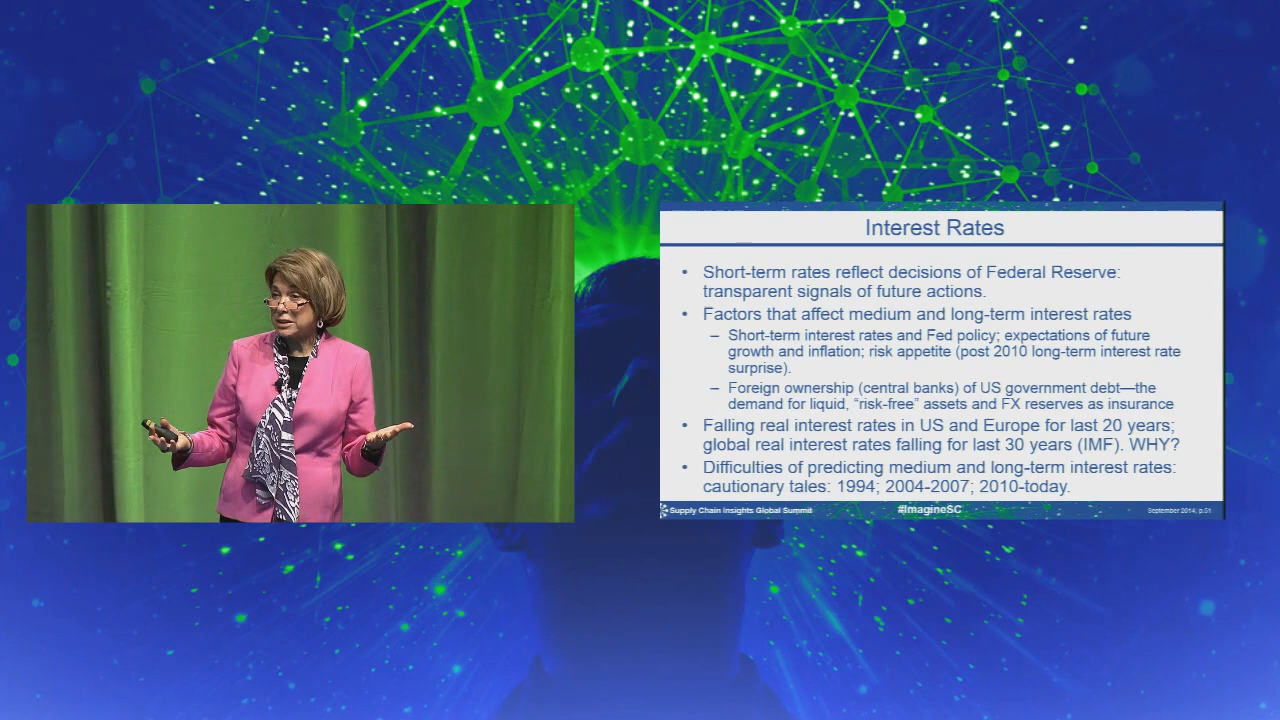 Interest Rates
• Short-term rates reflect decisions of Federal Reserve:
transparent signals of future actions.
• Factors that affect medium and long-term interest rates
– Short-term interest rates and Fed policy; expectations of future
growth and inflation; risk appetite (post 2010 long-term interest rate
surprise).
– Foreign ownership (central banks) of US government debt—the
demand for liquid, “risk-free” assets and FX reserves as insurance
• Falling real interest rates in US and Europe for last 20 years;
global real interest rates falling for last 30 years (IMF). WHY?
• Difficulties of predicting medium and long-term interest rates:
cautionary tales: 1994; 2004-2007; 2010-today.
Supply Chain Insights Global Summit #ImagineSC September 2014, p.51